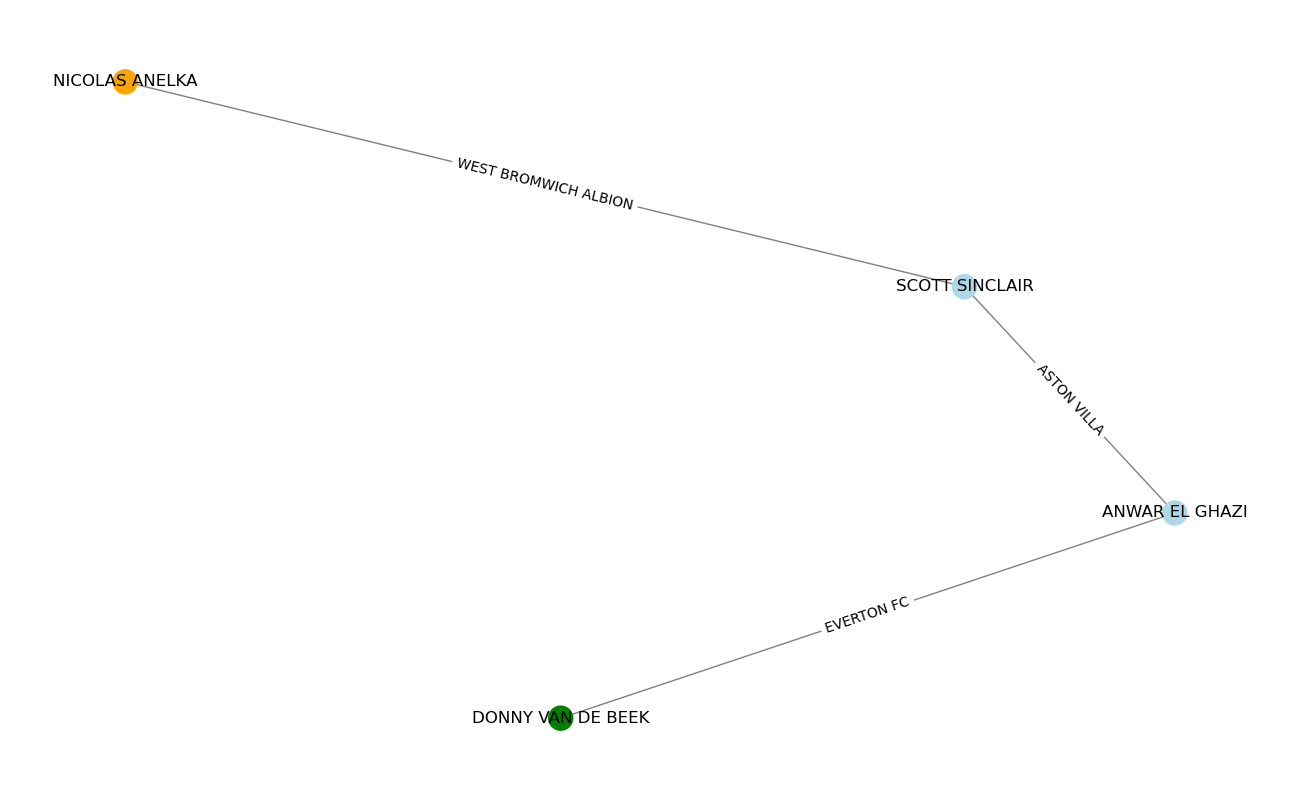 NICOLAS ANELKA
WEST BROMWICH ALBION
SCOTT SINCLAIR
ASTON VILLA
ANWAR EL GHAZI
EVERTON FC
DONNY VAN DE BEEK